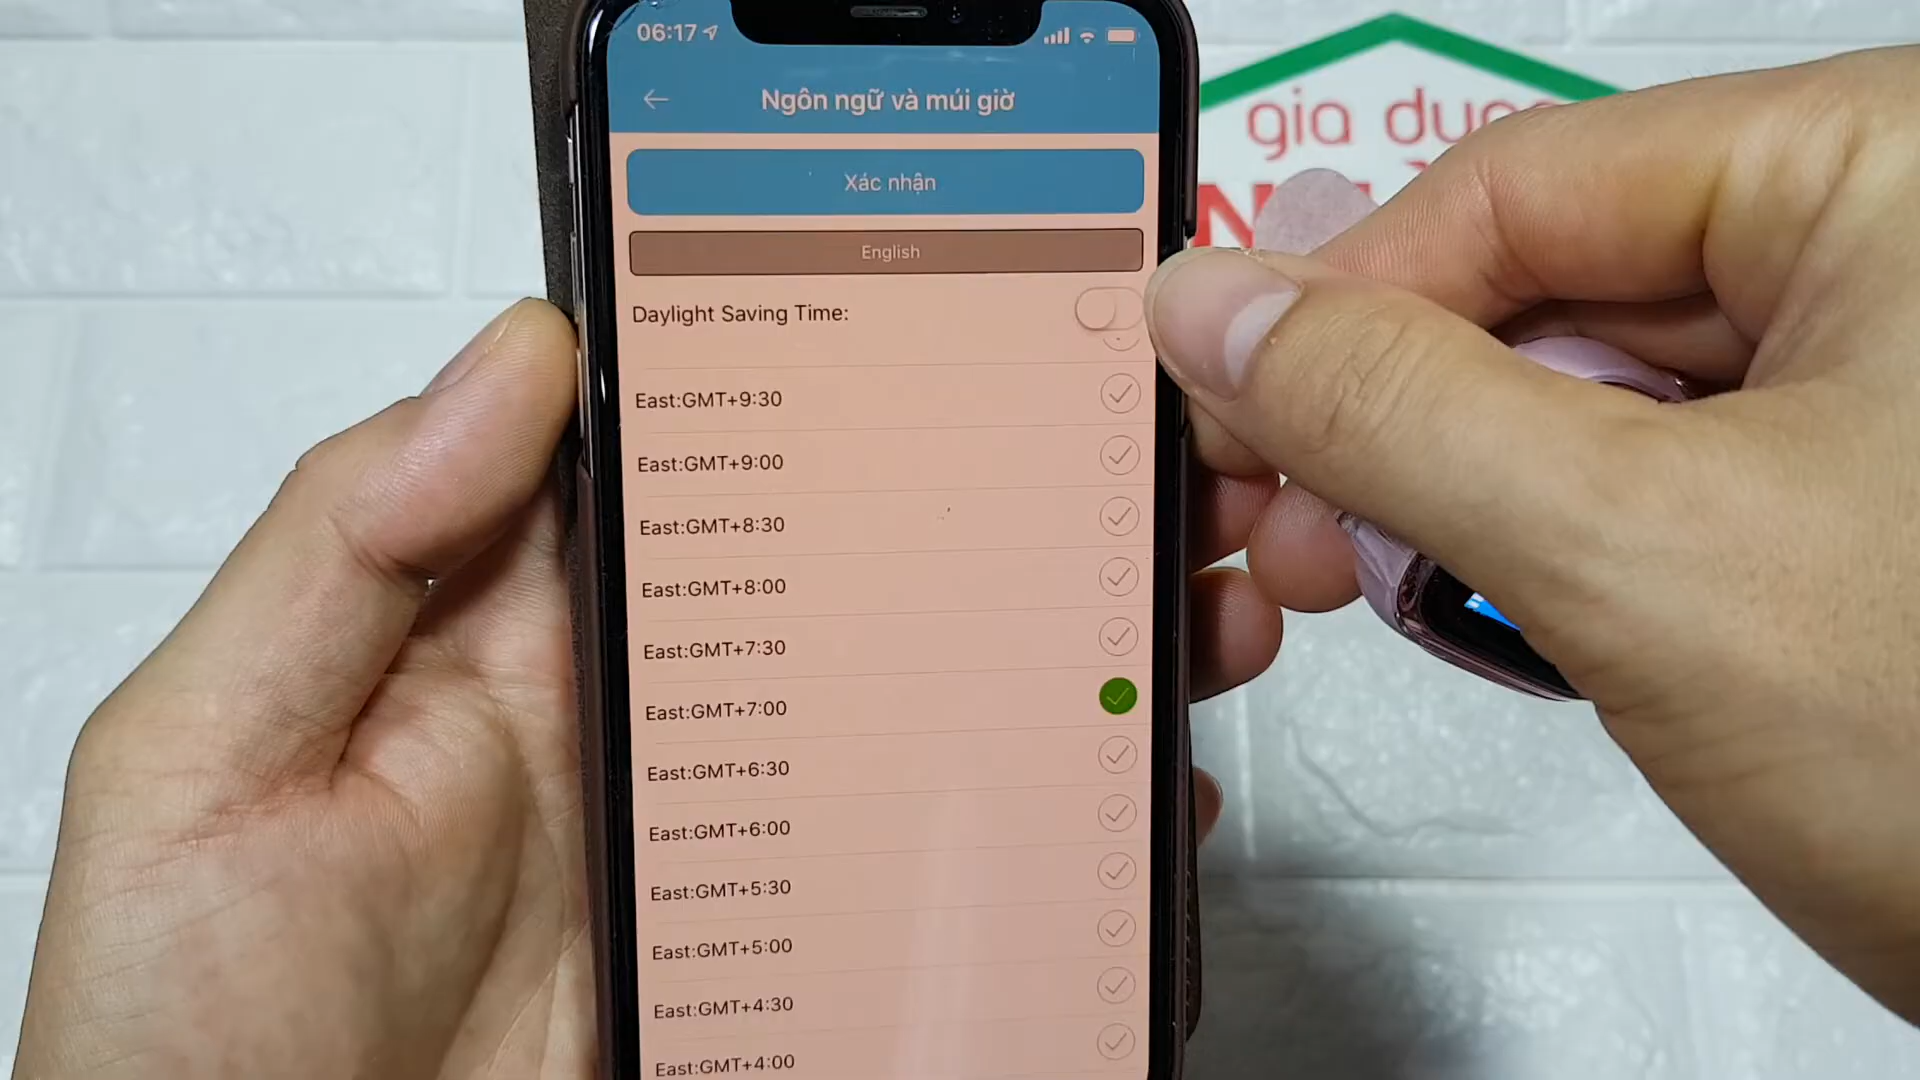 06:17
Ngôn ngữ và múi giờ
gia
Xác nhận
English
Daylight Saving Time:
East:GMT+9:30
East:GMT+9:00
East:GMT+8:30
East:GMT+8:00
East:GMT+7:30
East:GMT+7:00
East:GMT+6:30
East:GMT+6:00
East:GMT+5:30
East:GMT+5:00
East:GMT+4:30
East:GMT+4:00